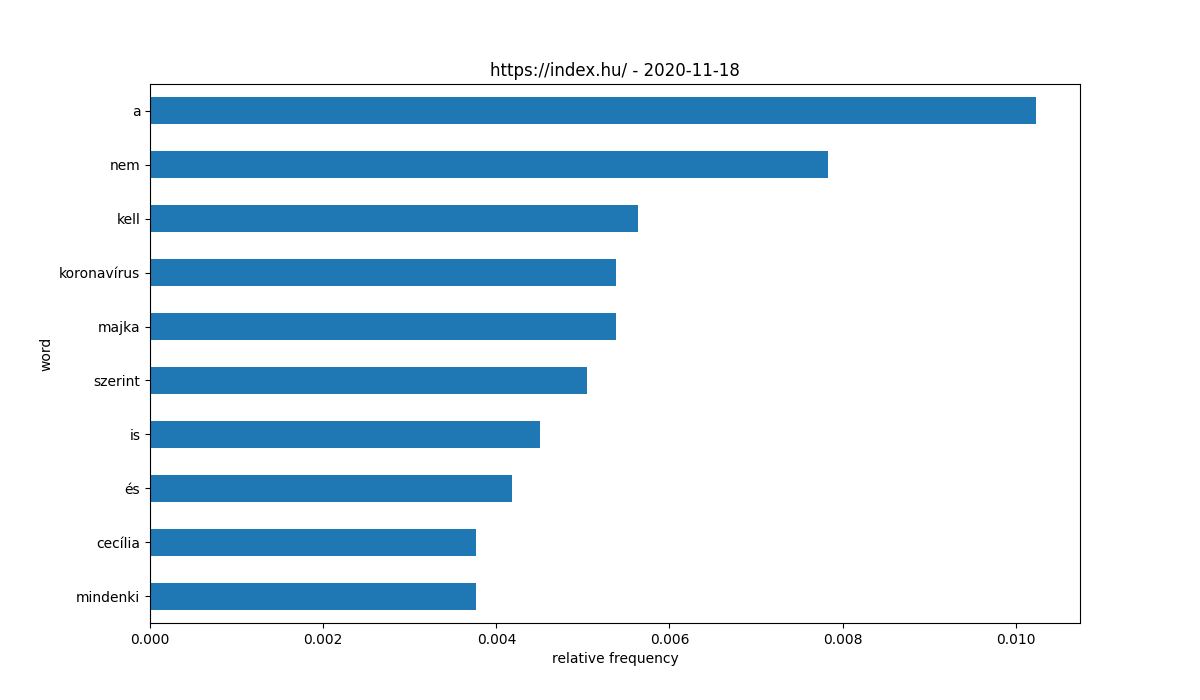 https://index.hu/ - 2020-11-18
a
nem
kell
koronavírus
majka
szerint
is
és
cecília
mindenki
word
0.000 0.002 0.004 0.006 0.008 0.010
relative frequency